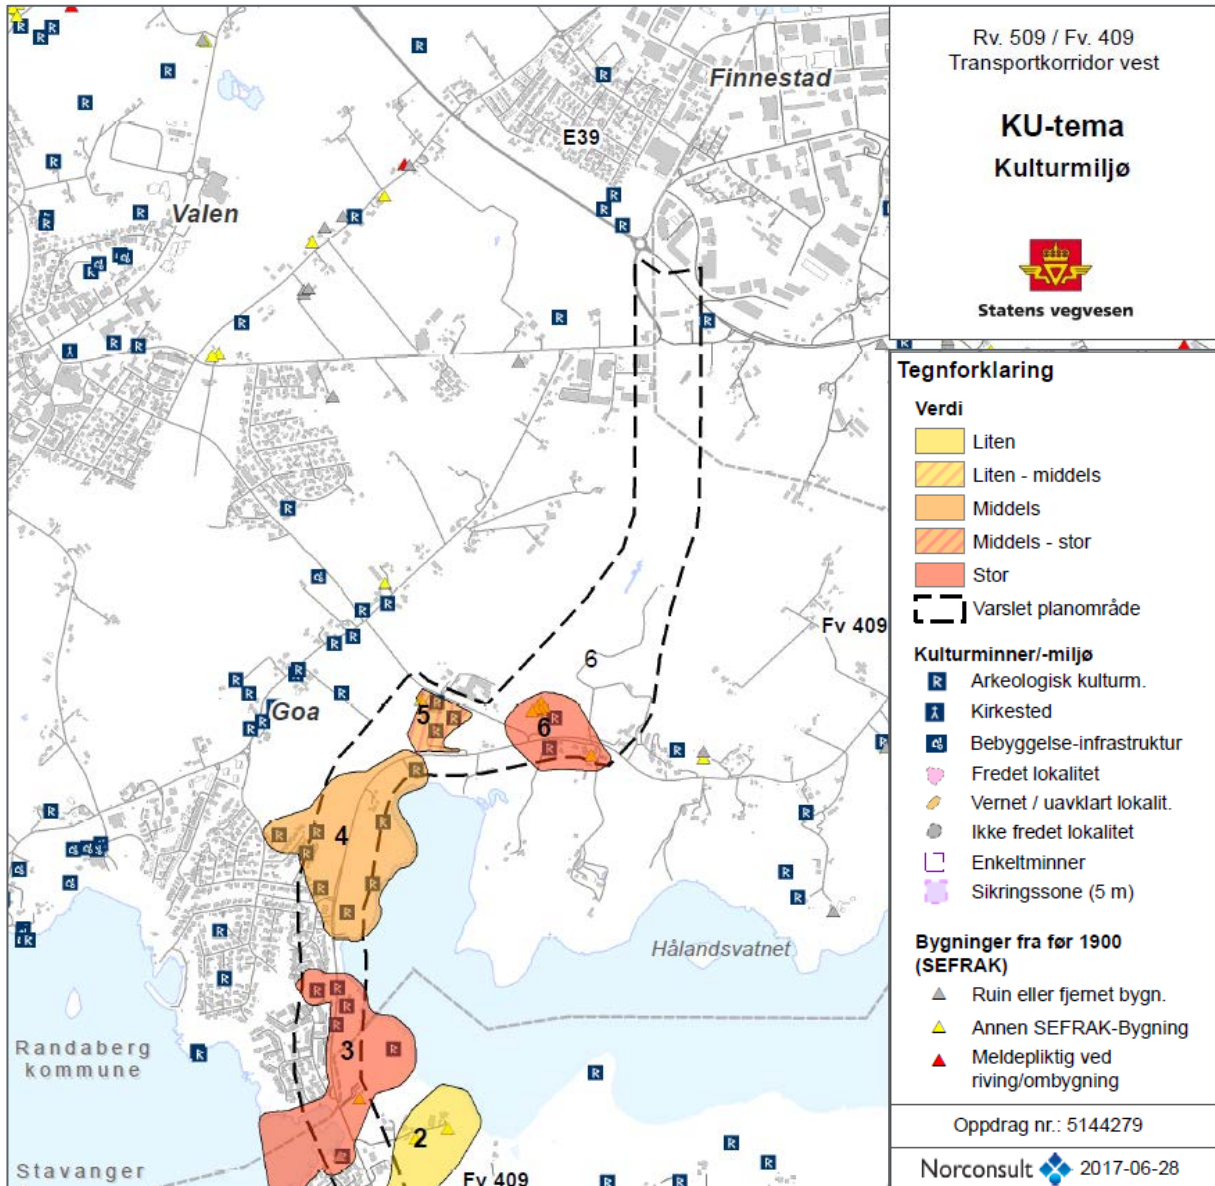 Finnestad
E39
Valen
Fv 409
6
5
6
Goa
4
Hålandsvatnet
3
Randaberg
kommune
2
Stavanger
Fv 409
Rv. 509 / Fv. 409
Transportkorridor vest
KU-tema
Kulturmiljø
Statens vegvesen
Tegnforklaring
Verdi
Liten
Liten - middels
Middels
Middels - stor
Stor
Varslet planområde
Kulturminner/-miljø
R Arkeologisk kulturm.
Kirkested
Bebyggelse-infrastruktur
Fredet lokalitet
Vernet / uavklart lokalit.
Ikke fredet lokalitet
Enkeltminner
Sikringssone (5 m)
Bygninger fra før 1900
(SEFRAK)
Ruin eller fjernet bygn.
Annen SEFRAK-Bygning
Meldepliktig ved
riving/ombygning
Oppdrag nr.: 5144279
Norconsult 2017-06-28